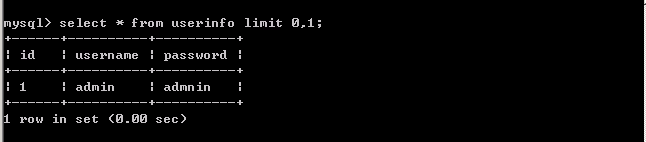 mysql> select * from userinfo limit 0,1;
+------+----------+----------+
| id   | username | password |
+------+----------+----------+
| 1    | admin    | admnin   |
+------+----------+----------+
1 row in set (0.00 sec)